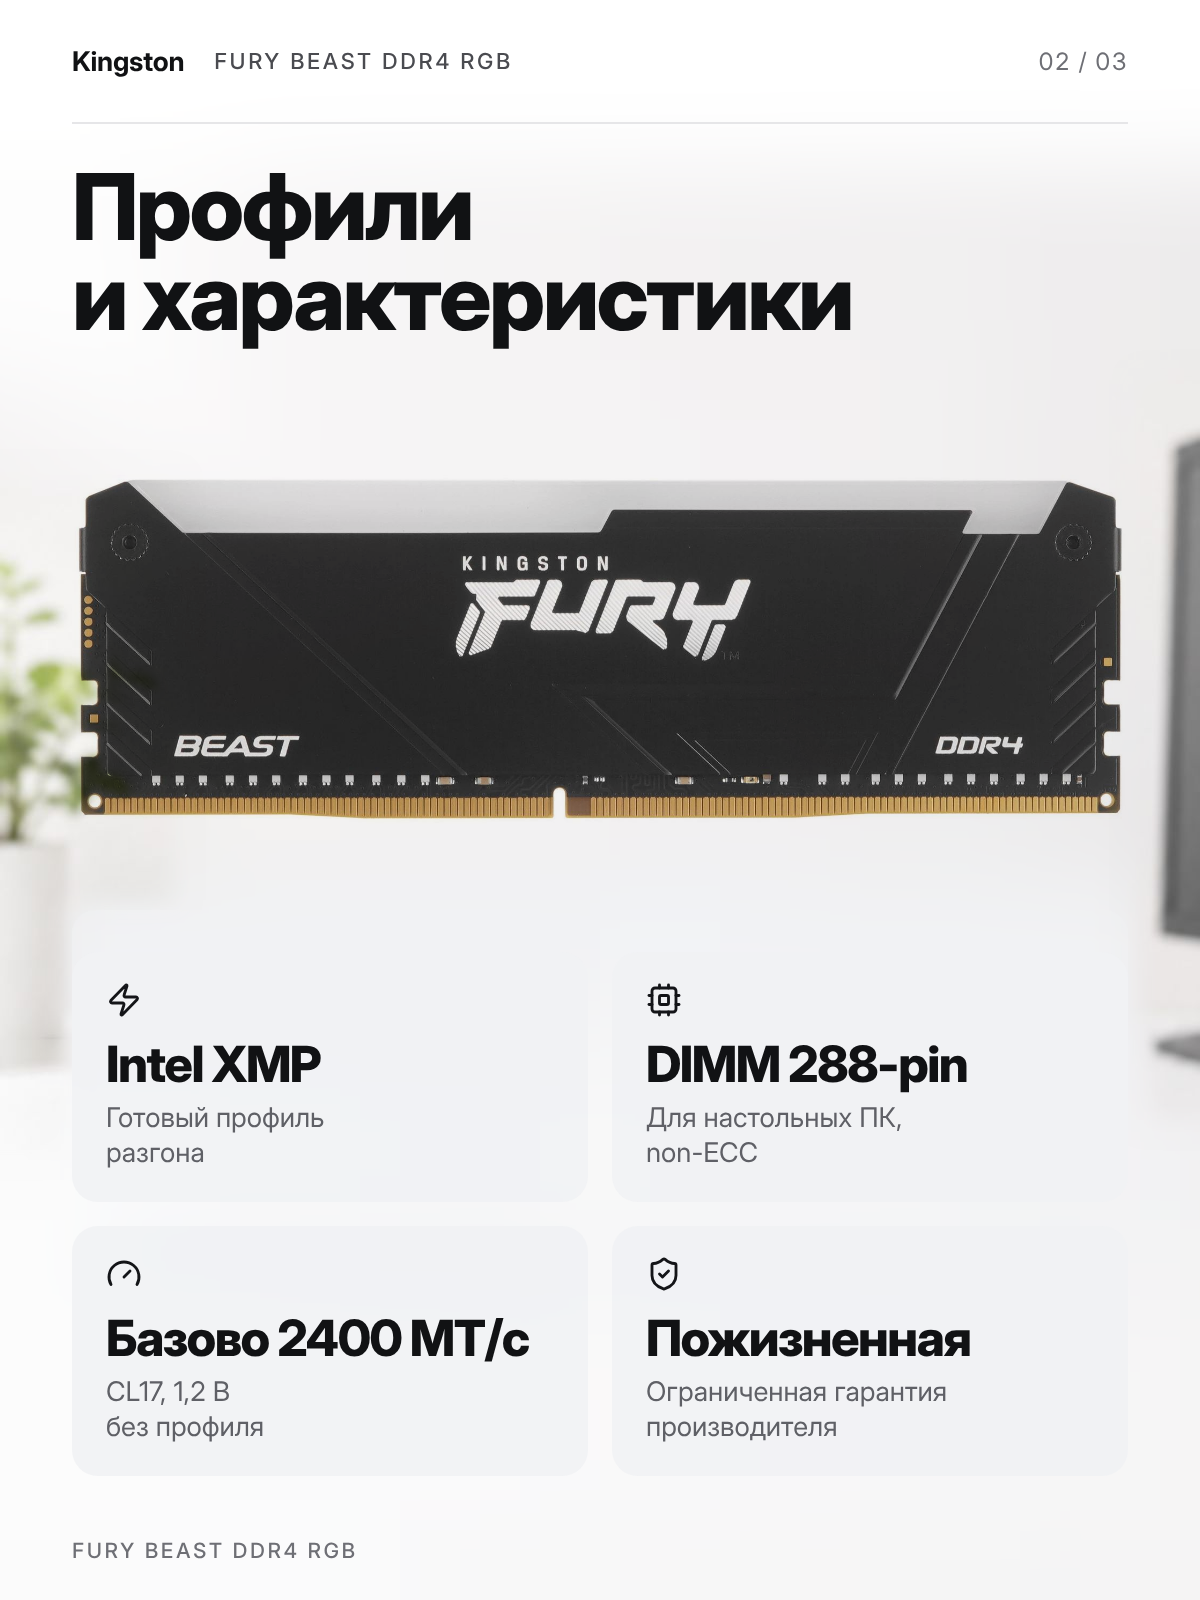 Kingston FURY BEAST DDR4 RGB 02 / 03
Профили
и характеристики
KINGSTON
FURY
TM
BEAST
DDR4
Intel XMP
Готовый профиль
разгона
DIMM 288-pin
Для настольных ПК,
non-ECC
Базово 2400 МТ/с
CL17, 1,2 В
без профиля
Пожизненная
Ограниченная гарантия
производителя
FURY BEAST DDR4 RGB